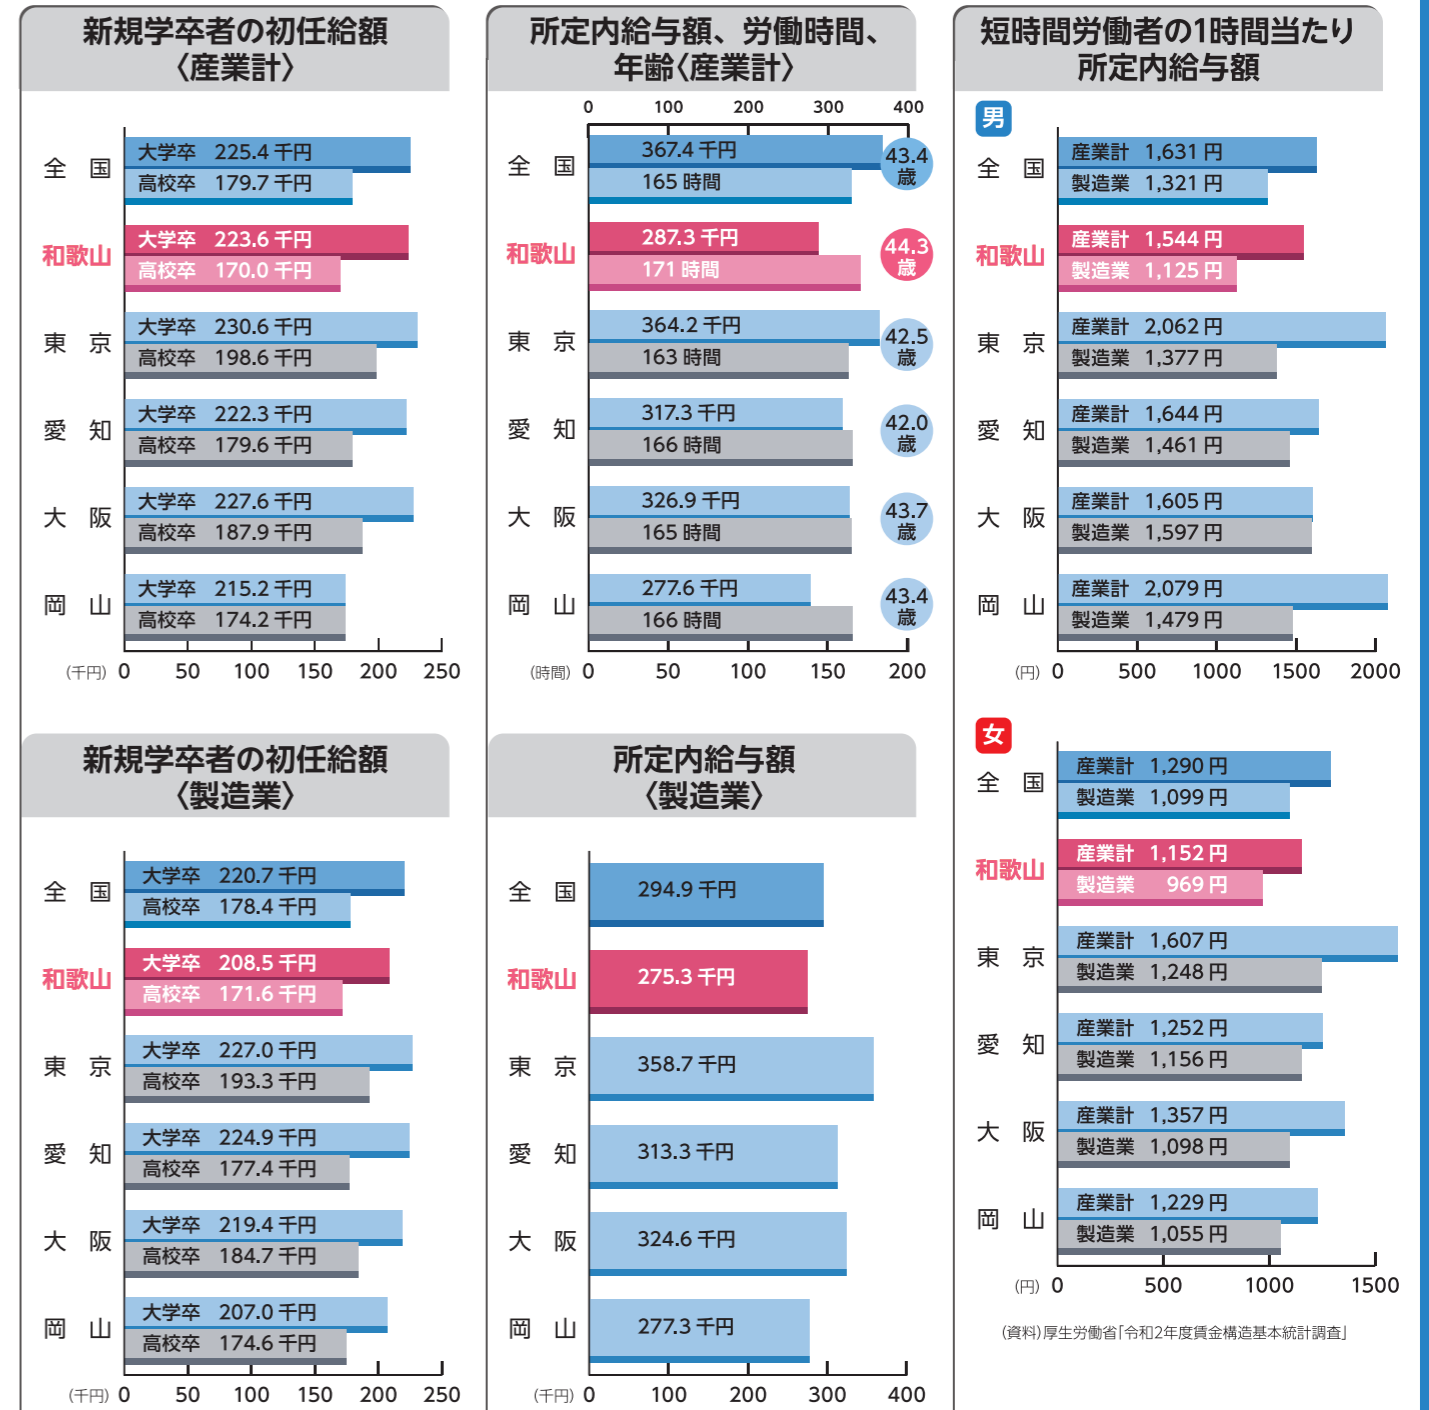 新規学卒者の初任給額
〈産業計〉
全　国
大学卒　225.4 千円
高校卒　179.7 千円
和歌山
大学卒　223.6 千円
高校卒　170.0 千円
東　京
大学卒　230.6 千円
高校卒　198.6 千円
愛　知
大学卒　222.3 千円
高校卒　179.6 千円
大　阪
大学卒　227.6 千円
高校卒　187.9 千円
岡　山
大学卒　215.2 千円
高校卒　174.2 千円
(千円) 0 50 100 150 200 250
新規学卒者の初任給額
〈製造業〉
全　国
大学卒　220.7 千円
高校卒　178.4 千円
和歌山
大学卒　208.5 千円
高校卒　171.6 千円
東　京
大学卒　227.0 千円
高校卒　193.3 千円
愛　知
大学卒　224.9 千円
高校卒　177.4 千円
大　阪
大学卒　219.4 千円
高校卒　184.7 千円
岡　山
大学卒　207.0 千円
高校卒　174.6 千円
(千円) 0 50 100 150 200 250
所定内給与額、労働時間、
年齢〈産業計〉
0 100 200 300 400
全　国
367.4 千円
165 時間
43.4
歳
和歌山
287.3 千円
171 時間
44.3
歳
東　京
364.2 千円
163 時間
42.5
歳
愛　知
317.3 千円
166 時間
42.0
歳
大　阪
326.9 千円
165 時間
43.7
歳
岡　山
277.6 千円
166 時間
43.4
歳
(時間) 0 50 100 150 200
所定内給与額
〈製造業〉
全　国
294.9 千円
和歌山
275.3 千円
東　京
358.7 千円
愛　知
313.3 千円
大　阪
324.6 千円
岡　山
277.3 千円
(千円) 0 100 200 300 400
短時間労働者の1時間当たり
所定内給与額
男
全　国
産業計　1,631 円
製造業　1,321 円
和歌山
産業計　1,544 円
製造業　1,125 円
東　京
産業計　2,062 円
製造業　1,377 円
愛　知
産業計　1,644 円
製造業　1,461 円
大　阪
産業計　1,605 円
製造業　1,597 円
岡　山
産業計　2,079 円
製造業　1,479 円
(円) 0 500 1000 1500 2000
女
全　国
産業計　1,290 円
製造業　1,099 円
和歌山
産業計　1,152 円
製造業　969 円
東　京
産業計　1,607 円
製造業　1,248 円
愛　知
産業計　1,252 円
製造業　1,156 円
大　阪
産業計　1,357 円
製造業　1,098 円
岡　山
産業計　1,229 円
製造業　1,055 円
(円) 0 500 1000 1500
(資料)厚生労働省「令和2年度賃金構造基本統計調査」